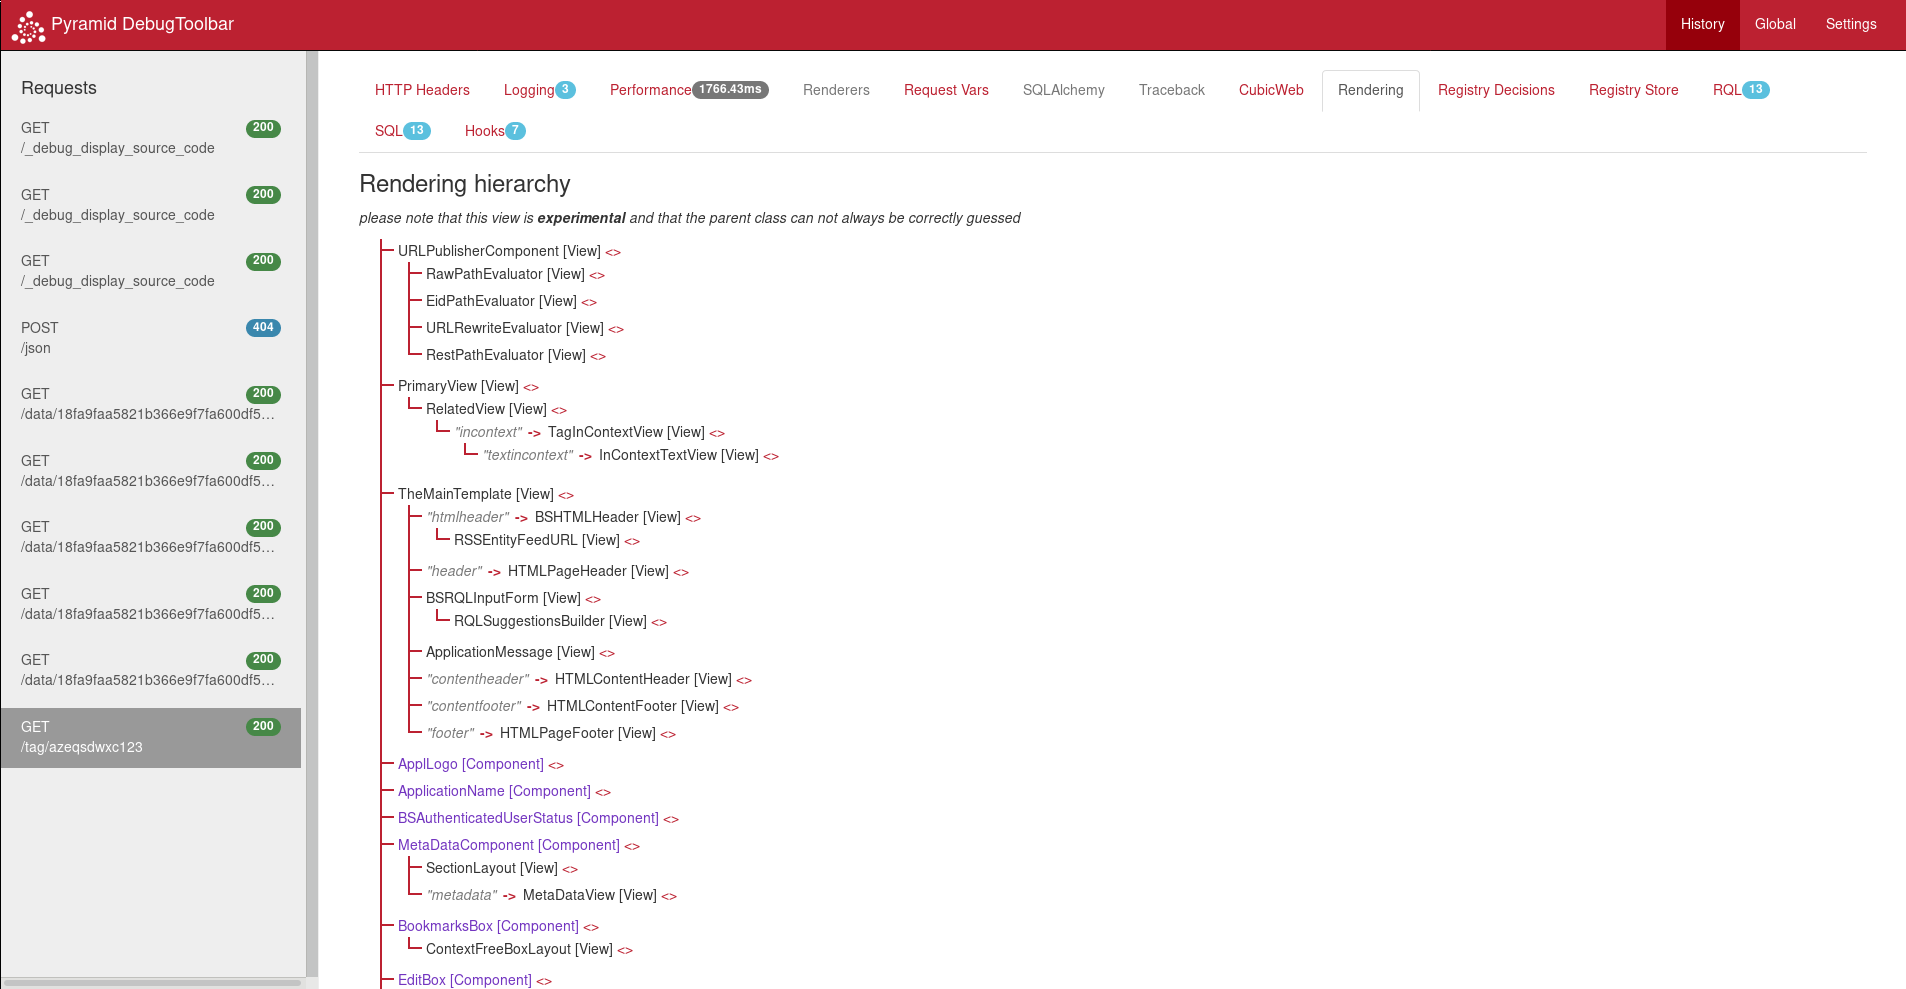 Pyramid DebugToolbar
History Global Settings
Requests
GET 200
/_debug_display_source_code
GET 200
/_debug_display_source_code
GET 200
/_debug_display_source_code
POST 404
/json
GET 200
/data/18fa9faa5821b366e9f7fa600df5...
GET 200
/data/18fa9faa5821b366e9f7fa600df5...
GET 200
/data/18fa9faa5821b366e9f7fa600df5...
GET 200
/data/18fa9faa5821b366e9f7fa600df5...
GET 200
/data/18fa9faa5821b366e9f7fa600df5...
GET 200
/tag/azeqsdwxc123
HTTP Headers Logging 3 Performance 1766.43ms Renderers Request Vars SQLAlchemy Traceback CubicWeb Rendering Registry Decisions Registry Store RQL 13
SQL 13 Hooks 7
Rendering hierarchy
please note that this view is experimental and that the parent class can not always be correctly guessed
URLPublisherComponent [View] <>
RawPathEvaluator [View] <>
EidPathEvaluator [View] <>
URLRewriteEvaluator [View] <>
RestPathEvaluator [View] <>
PrimaryView [View] <>
RelatedView [View] <>
"incontext" -> TagInContextView [View] <>
"textincontext" -> InContextTextView [View] <>
TheMainTemplate [View] <>
"htmlheader" -> BSHTMLHeader [View] <>
RSSEntityFeedURL [View] <>
"header" -> HTMLPageHeader [View] <>
BSRQLInputForm [View] <>
RQLSuggestionsBuilder [View] <>
ApplicationMessage [View] <>
"contentheader" -> HTMLContentHeader [View] <>
"contentfooter" -> HTMLContentFooter [View] <>
"footer" -> HTMLPageFooter [View] <>
ApplLogo [Component] <>
ApplicationName [Component] <>
BSAuthenticatedUserStatus [Component] <>
MetaDataComponent [Component] <>
SectionLayout [View] <>
"metadata" -> MetaDataView [View] <>
BookmarksBox [Component] <>
ContextFreeBoxLayout [View] <>
EditBox [Component] <>